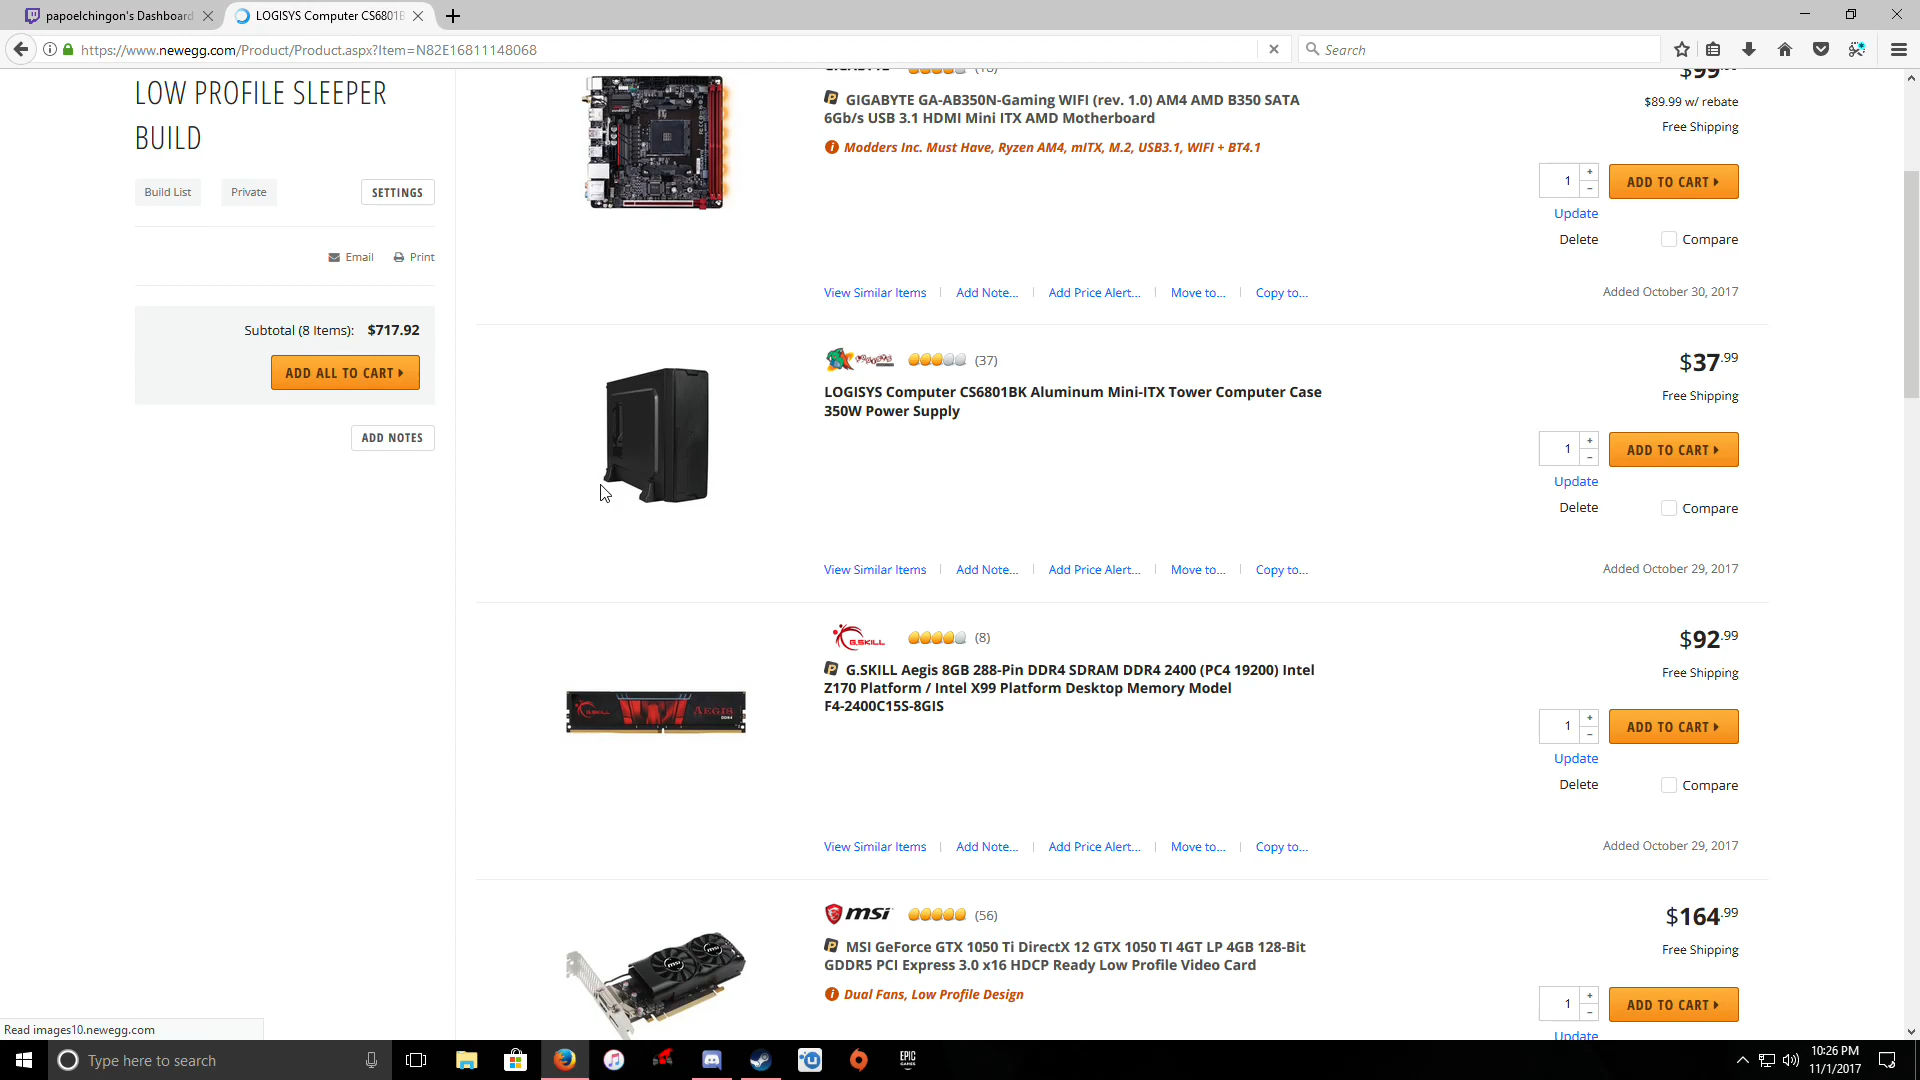 papoelchingon's Dashboard
LOGISYS Computer CS6801B
https://www.newegg.com/Product/Product.aspx?Item=N82E16811148068
Search
LOW PROFILE SLEEPER
BUILD
Build List
Private
SETTINGS
Email
Print
Subtotal (8 Items): $717.92
ADD ALL TO CART
ADD NOTES
GIGABYTE (18)
$99.99
GIGABYTE GA-AB350N-Gaming WIFI (rev. 1.0) AM4 AMD B350 SATA
6Gb/s USB 3.1 HDMI Mini ITX AMD Motherboard
Modders Inc. Must Have, Ryzen AM4, mITX, M.2, USB3.1, WIFI + BT4.1
$89.99 w/ rebate
Free Shipping
1
ADD TO CART
Update
Delete
Compare
View Similar Items
Add Note...
Add Price Alert...
Move to...
Copy to...
Added October 30, 2017
LOGISYS
(37)
$37.99
LOGISYS Computer CS6801BK Aluminum Mini-ITX Tower Computer Case
350W Power Supply
Free Shipping
1
ADD TO CART
Update
Delete
Compare
View Similar Items
Add Note...
Add Price Alert...
Move to...
Copy to...
Added October 29, 2017
G.SKILL
(8)
$92.99
G.SKILL Aegis 8GB 288-Pin DDR4 SDRAM DDR4 2400 (PC4 19200) Intel
Z170 Platform / Intel X99 Platform Desktop Memory Model
F4-2400C15S-8GIS
AEGIS
DDR4
Free Shipping
1
ADD TO CART
Update
Delete
Compare
View Similar Items
Add Note...
Add Price Alert...
Move to...
Copy to...
Added October 29, 2017
msi
(56)
$164.99
MSI GeForce GTX 1050 Ti DirectX 12 GTX 1050 TI 4GT LP 4GB 128-Bit
GDDR5 PCI Express 3.0 x16 HDCP Ready Low Profile Video Card
Dual Fans, Low Profile Design
Free Shipping
1
ADD TO CART
Update
Read images10.newegg.com
Type here to search
EPIC
GAMES
10:26 PM
11/1/2017